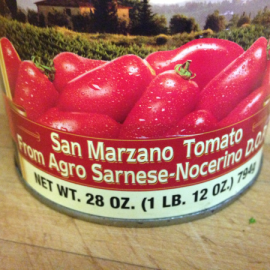 San Marzano Tomato
From Agro Sarnese-Nocerino D.O.P.
NET WT. 28 OZ. (1 LB. 12 OZ.) 794g